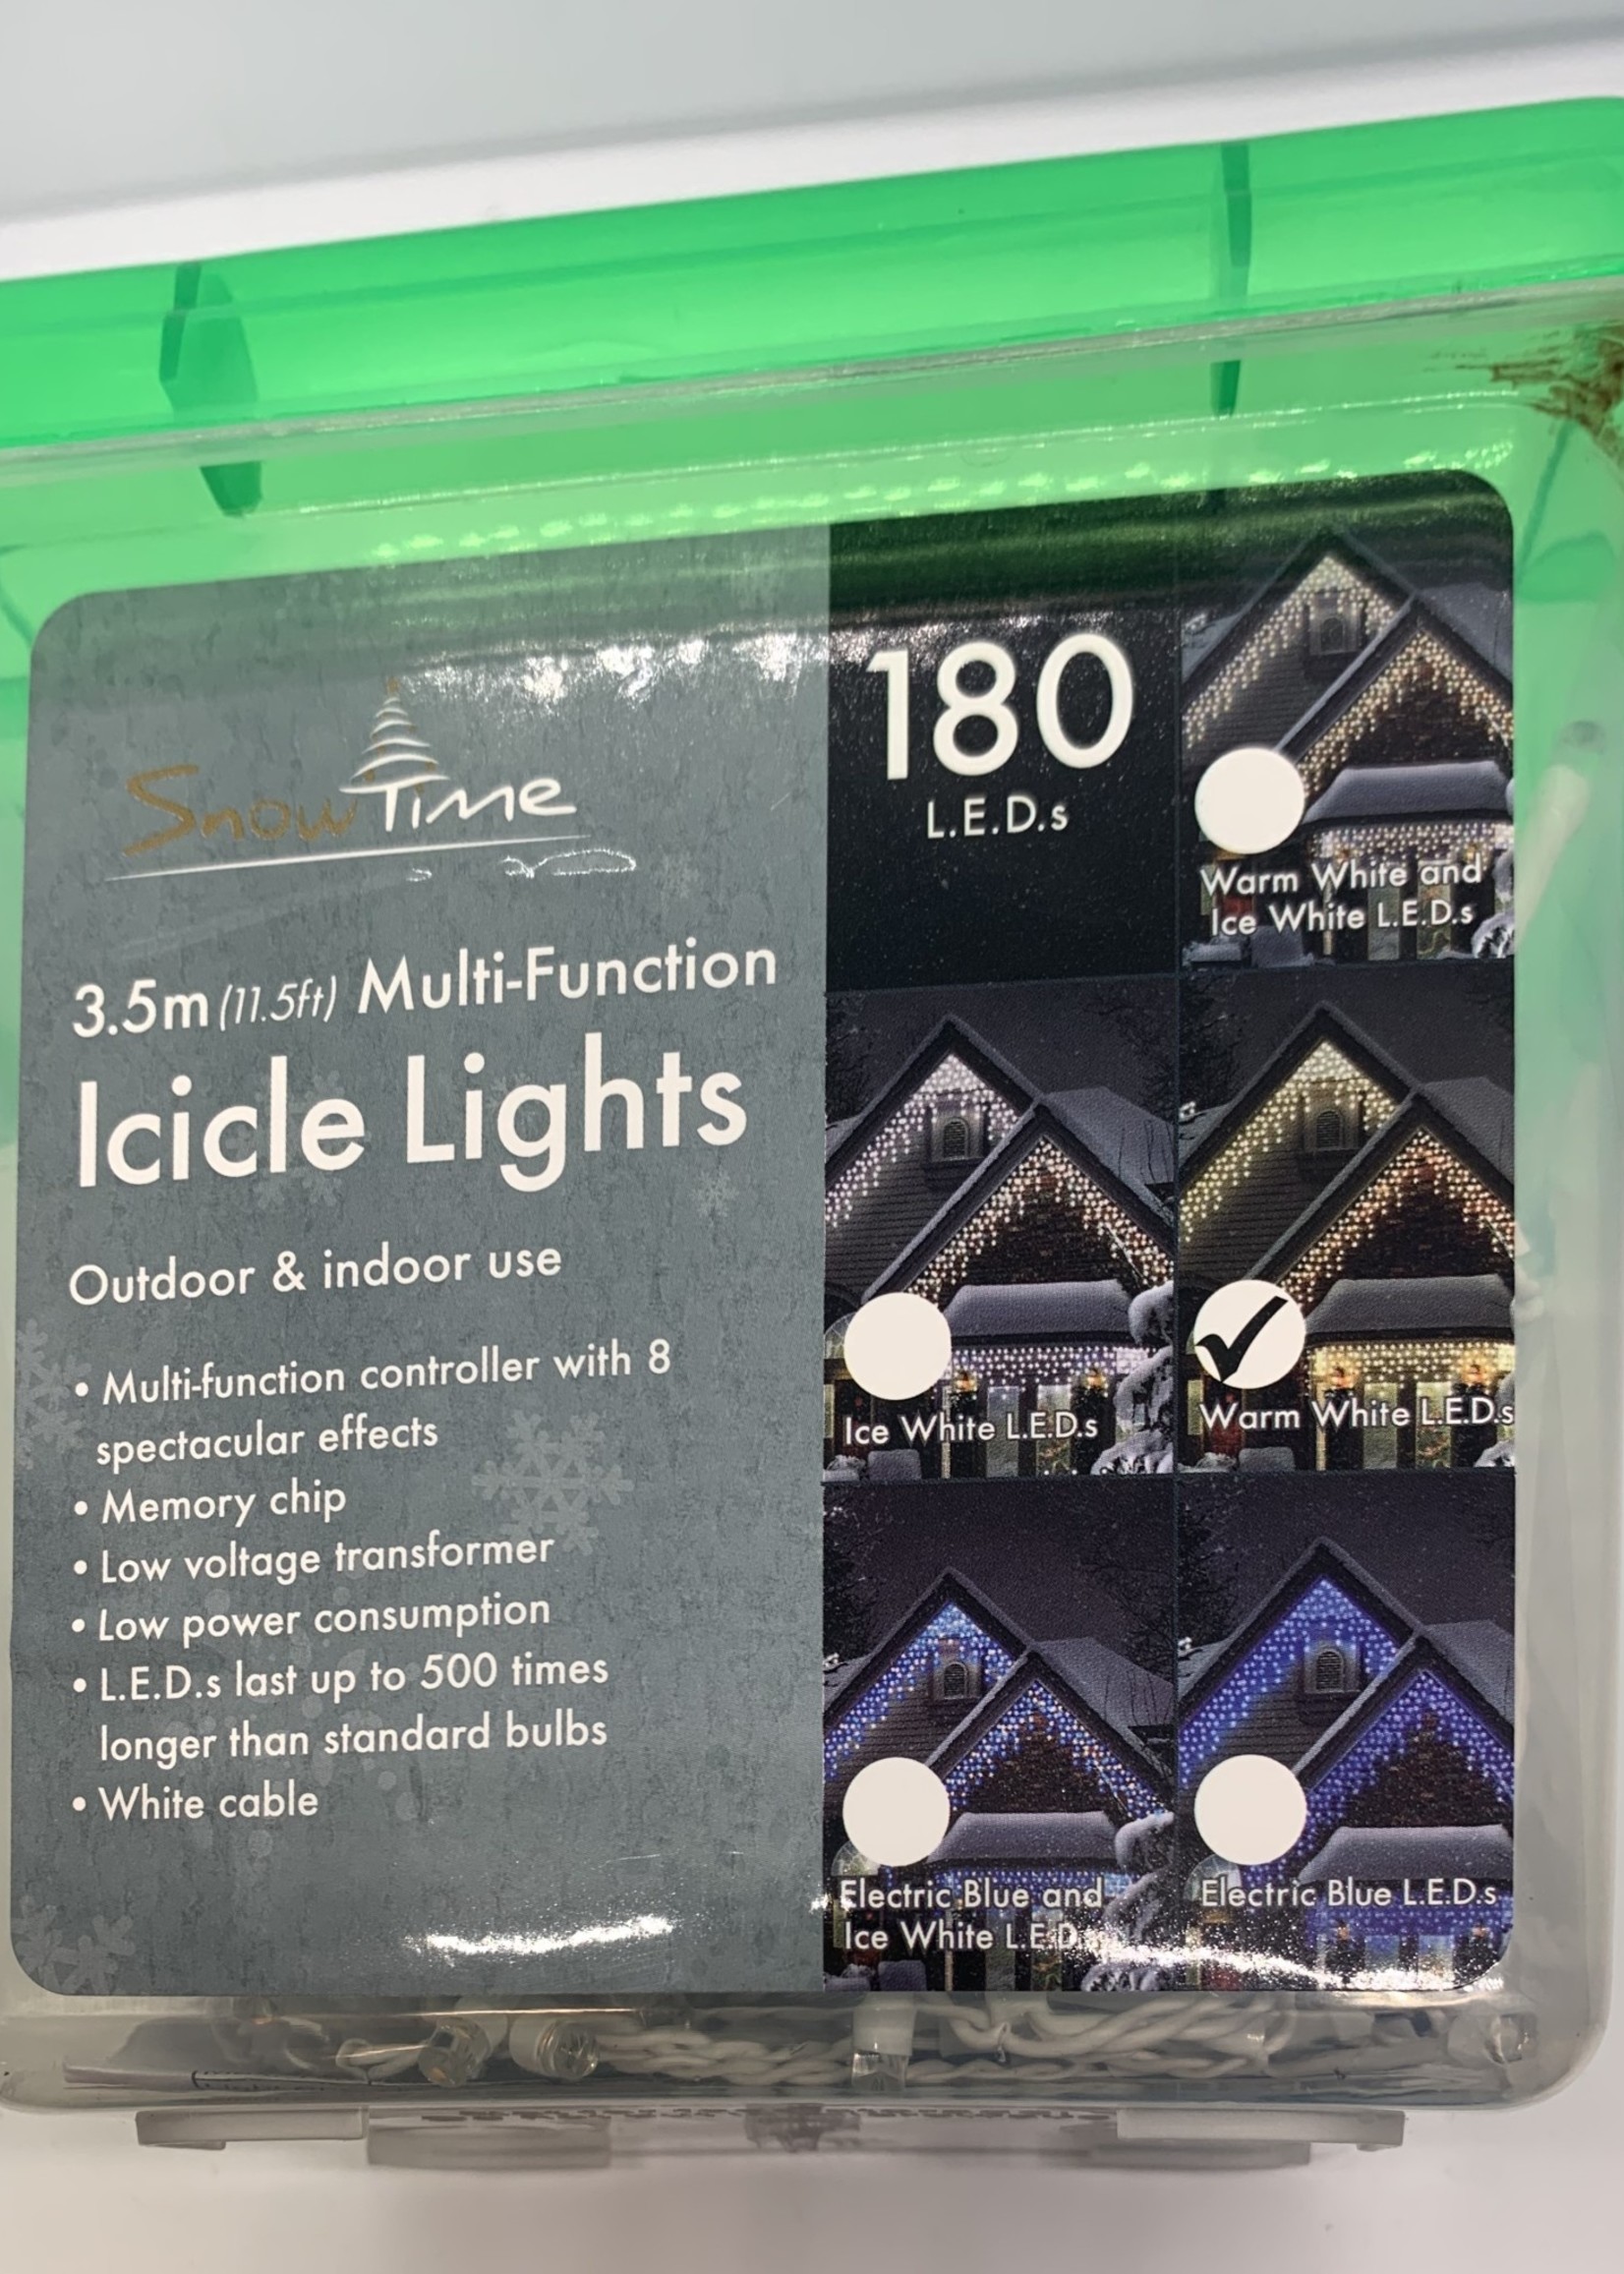 SnowTime
3.5m (11.5ft) Multi-Function
Icicle Lights
Outdoor & indoor use
• Multi-function controller with 8
spectacular effects
• Memory chip
• Low voltage transformer
• Low power consumption
• L.E.D.s last up to 500 times
longer than standard bulbs
• White cable
180
L.E.D.s
Warm White and
Ice White L.E.D.s
Ice White L.E.D.s
Warm White L.E.D.s
Electric Blue and
Ice White L.E.D.s
Electric Blue L.E.D.s